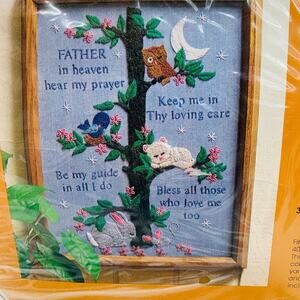 FATHER
in heaven
hear my prayer
Keep me in
Thy loving care
Be my guide
in all I do
Bless all those
who love me
too